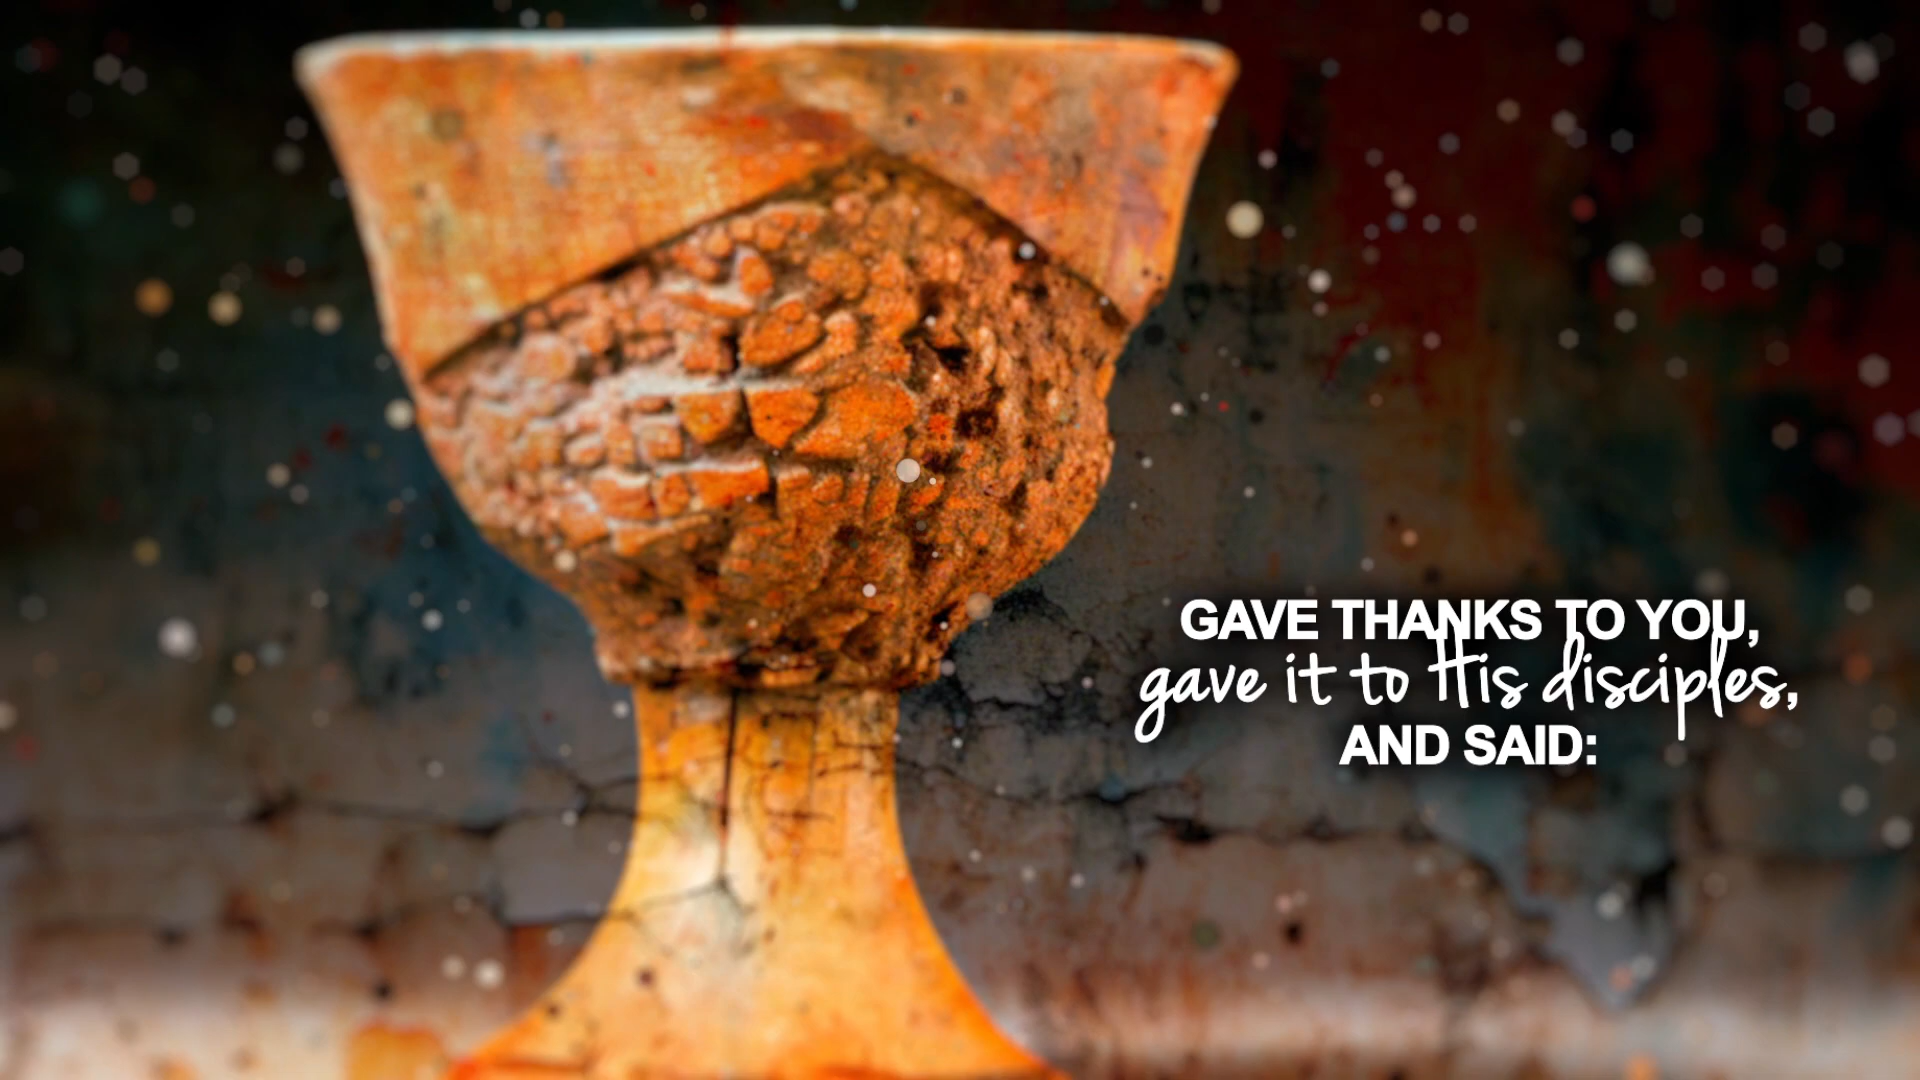 GAVE THANKS TO YOU,
gave it to His disciples,
AND SAID: